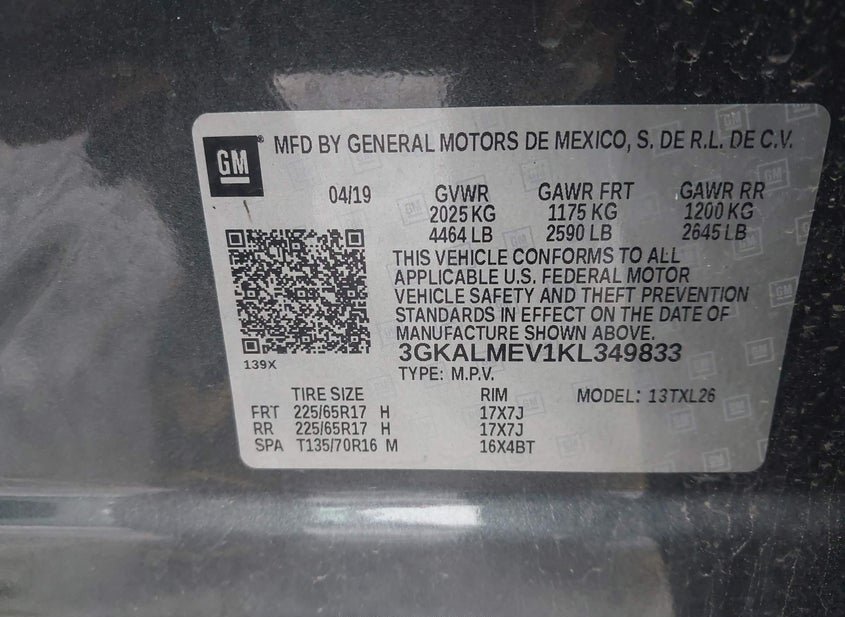 GM ® MFD BY GENERAL MOTORS DE MEXICO, S. DE R.L. DE C.V.
04/19 GVWR GAWR FRT GAWR RR
2025 KG 1175 KG 1200 KG
4464 LB 2590 LB 2645 LB
THIS VEHICLE CONFORMS TO ALL
APPLICABLE U.S. FEDERAL MOTOR
VEHICLE SAFETY AND THEFT PREVENTION
STANDARDS IN EFFECT ON THE DATE OF
MANUFACTURE SHOWN ABOVE.
3GKALMEV1KL349833
139X TYPE: M.P.V.
TIRE SIZE RIM MODEL: 13TXL26
FRT 225/65R17 H 17X7J
RR 225/65R17 H 17X7J
SPA T135/70R16 M 16X4BT